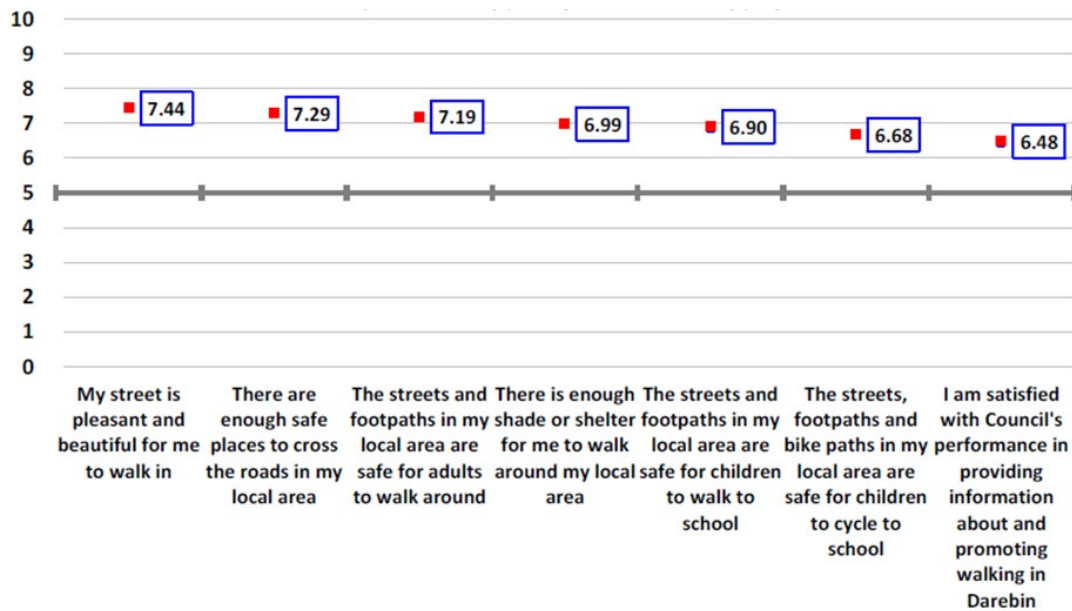 10
9
8
7
6
5
4
3
2
1
0
7.44
7.29
7.19
6.99
6.90
6.68
6.48
My street is
pleasant and
beautiful for me
to walk in
There are
enough safe
places to cross
the roads in my
local area
The streets and
footpaths in my
local area are
safe for adults
to walk around
There is enough
shade or shelter
for me to walk
around my local
area
The streets and
footpaths in my
local area are
safe for children
to walk to
school
The streets,
footpaths and
bike paths in my
local area are
safe for children
to cycle to
school
I am satisfied
with Council's
performance in
providing
information
about and
promoting
walking in
Darebin